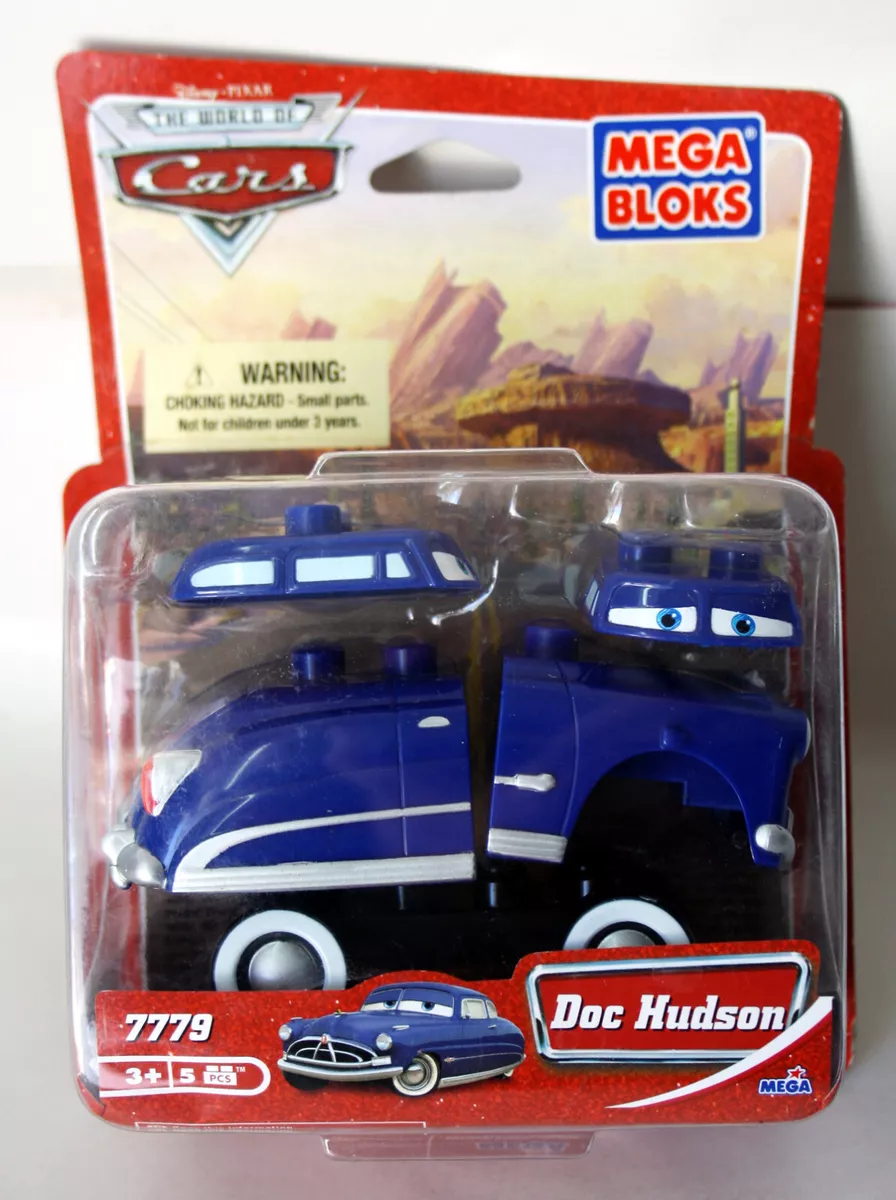 Disney · PIXAR
THE WORLD OF
Cars
MEGA
BLOKS®
WARNING:
CHOKING HAZARD - Small parts.
Not for children under 3 years.
7779
3+ 5 PCS™
Doc Hudson
MEGA